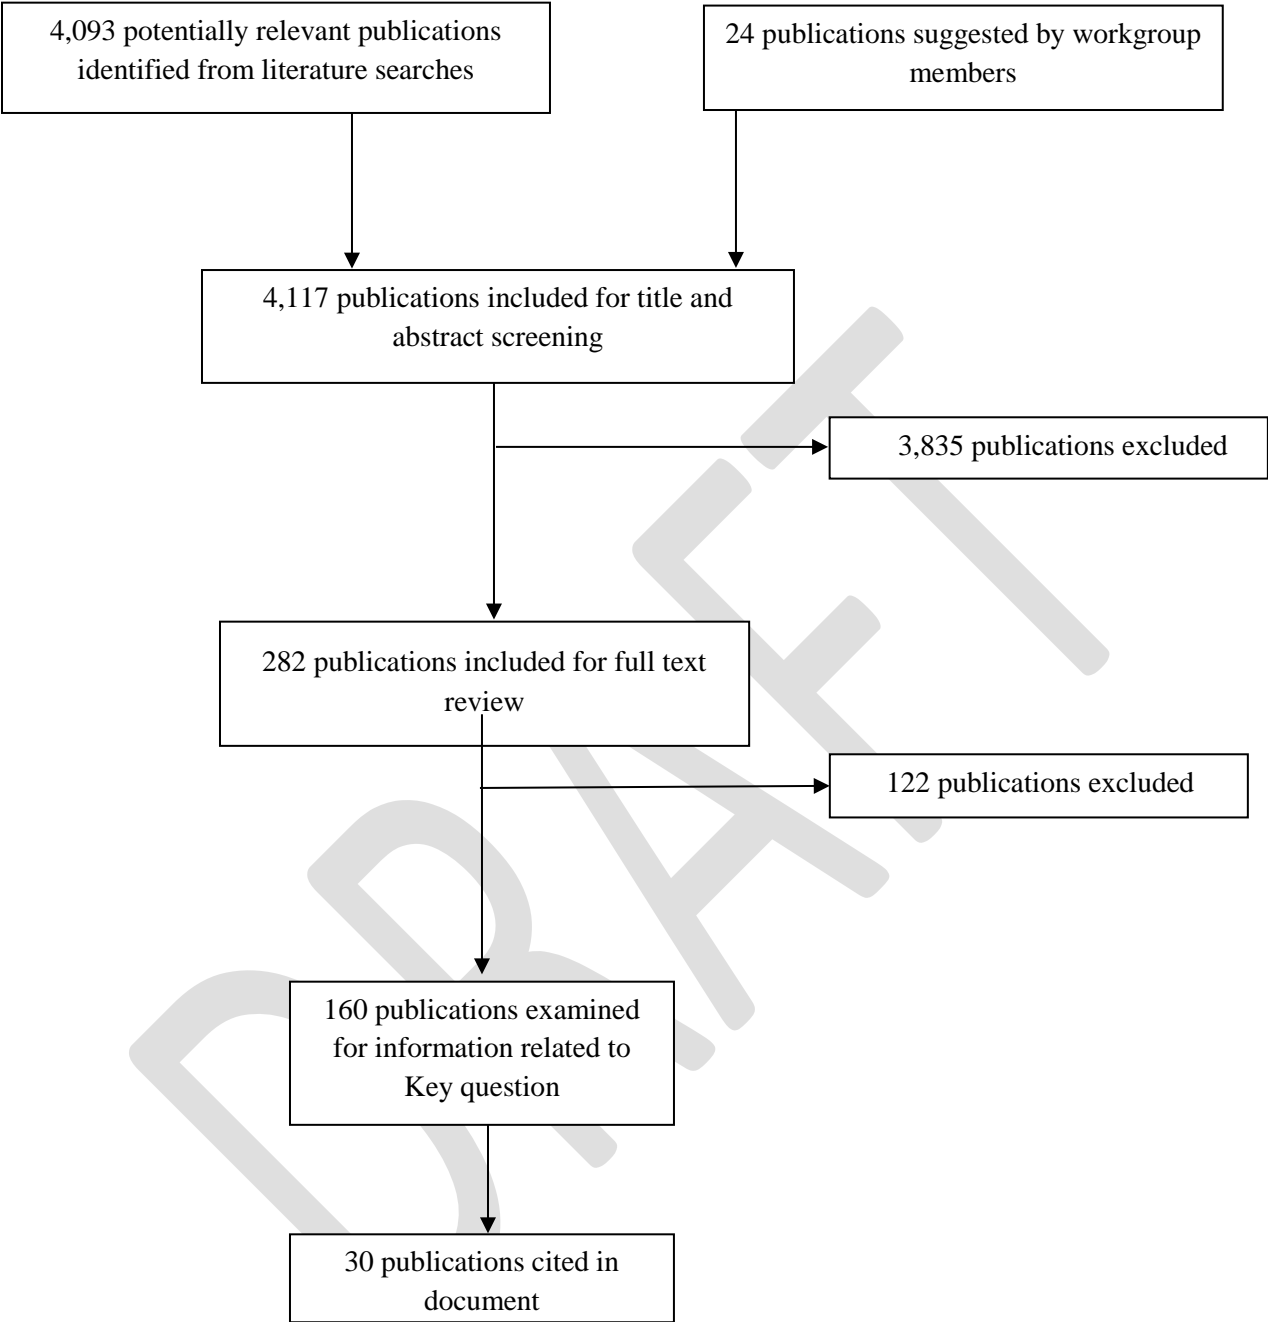 4,093 potentially relevant publications
identified from literature searches
24 publications suggested by workgroup
members
4,117 publications included for title and
abstract screening
3,835 publications excluded
282 publications included for full text
review
122 publications excluded
160 publications examined
for information related to
Key question
30 publications cited in
document
DRAFT